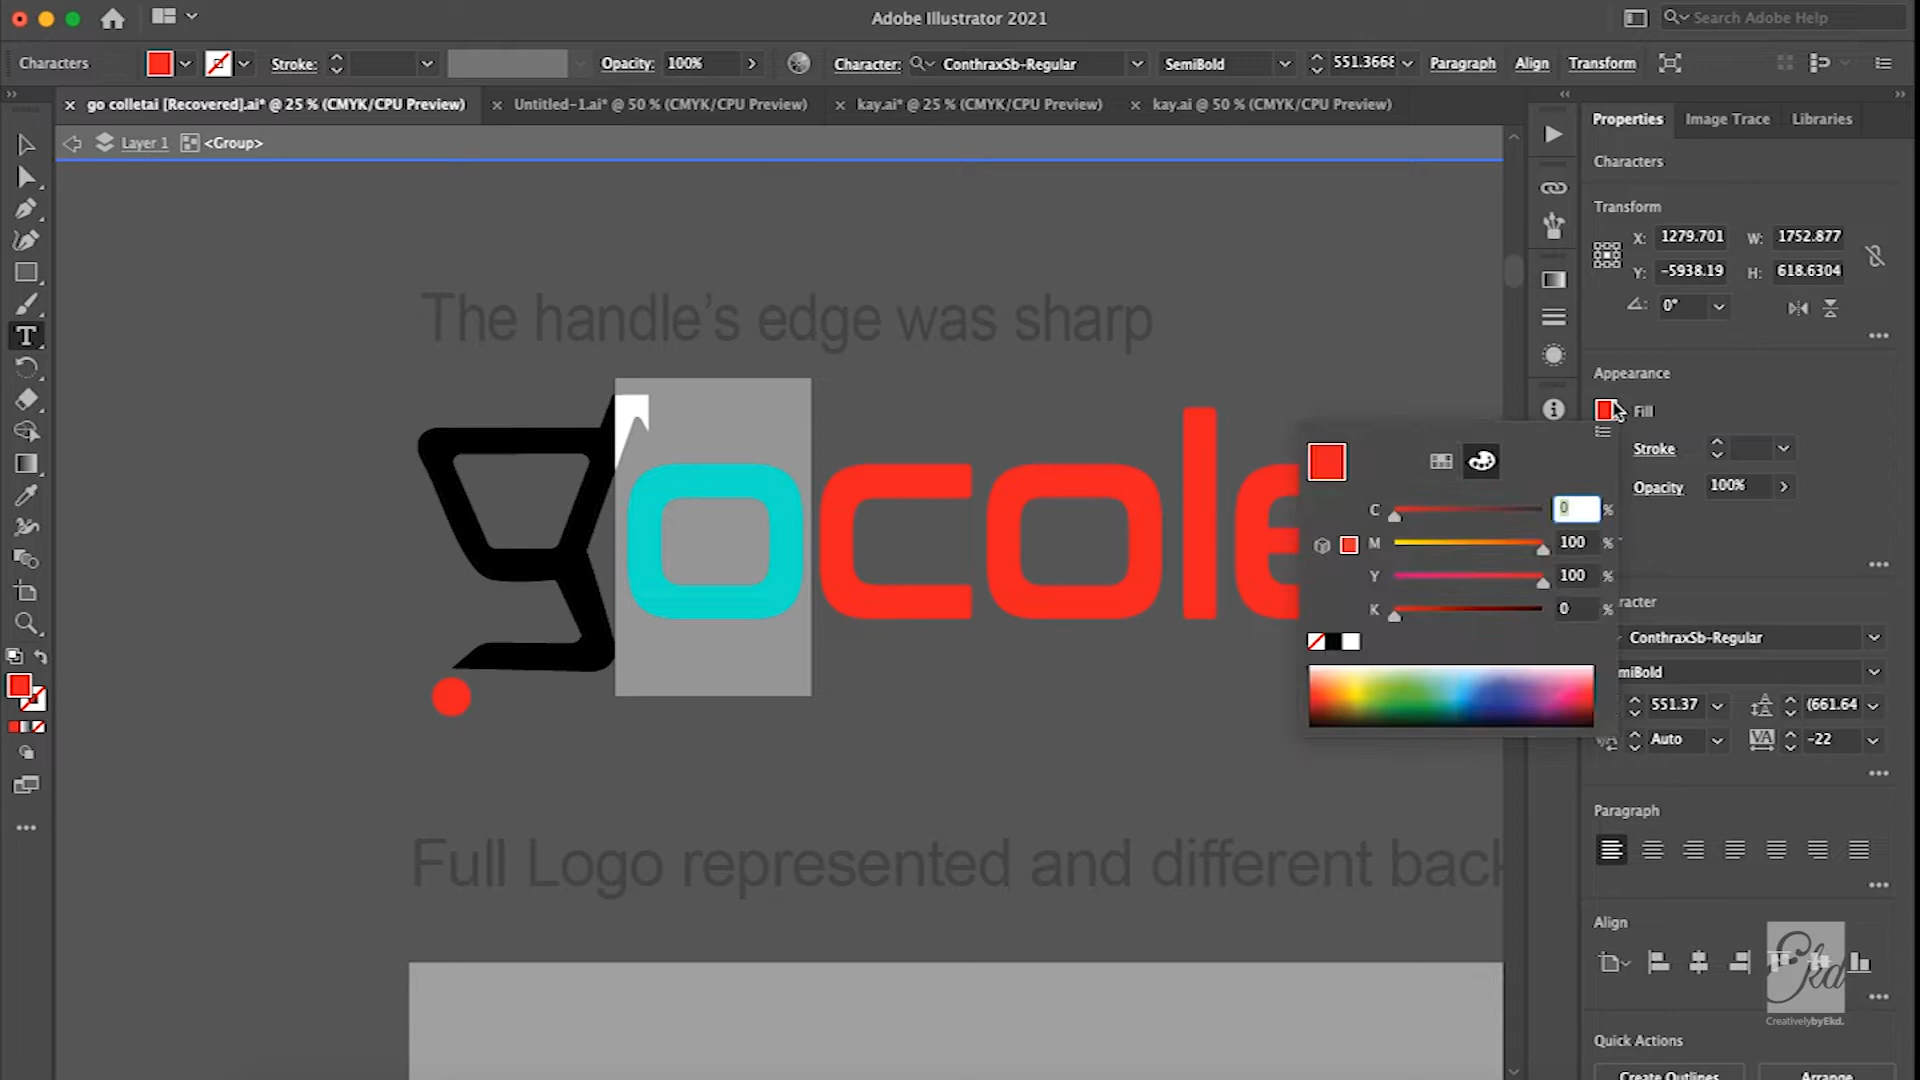 Adobe Illustrator 2021
Search Adobe Help
Characters
Stroke:
Opacity: 100%
Character: ConthraxSb-Regular
SemiBold
551.3668
Paragraph
Align
Transform
go colletai [Recovered].ai* @ 25 % (CMYK/CPU Preview)
Untitled-1.ai* @ 50 % (CMYK/CPU Preview)
kay.ai* @ 25 % (CMYK/CPU Preview)
kay.ai @ 50 % (CMYK/CPU Preview)
Layer 1 <Group>
Properties
Image Trace
Libraries
Characters
Transform
X: 1279.701 W: 1752.877
Y: -5938.19 H: 618.6304
0°
The handle's edge was sharp
gocole
Appearance
Fill
Stroke
Opacity 100%
C 0 %
M 100 %
Y 100 %
K 0 %
aracter
ConthraxSb-Regular
miBold
551.37 (661.64
Auto VA -22
Paragraph
Full Logo represented and different back
Align
Ekd
CreativelybyEkd.
Quick Actions
Create Outlines Arrange